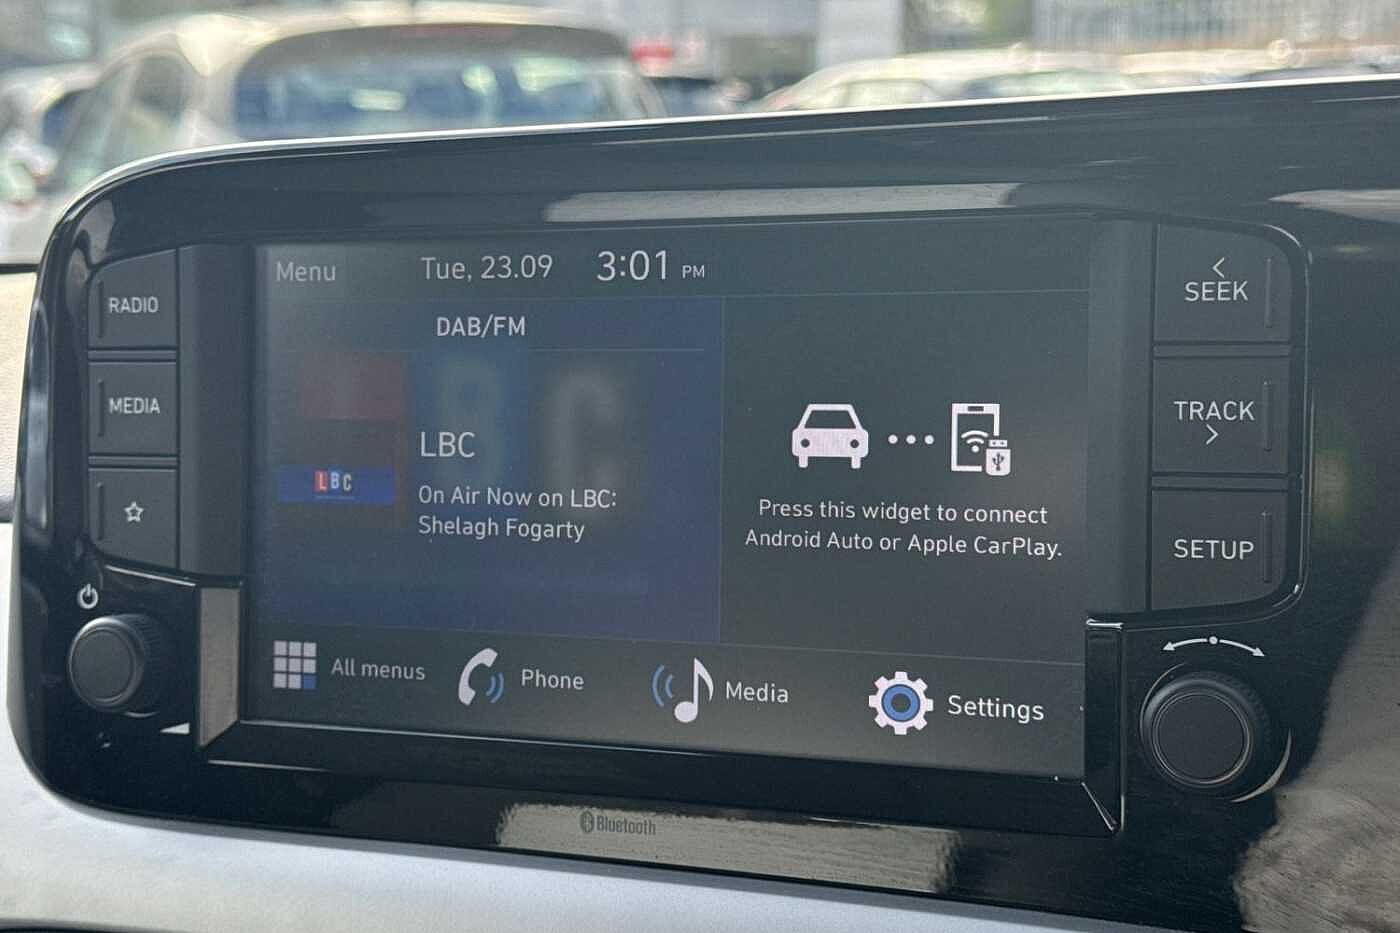 Menu
Tue, 23.09
3:01 PM
RADIO
MEDIA
DAB/FM
LBC
LBC
On Air Now on LBC:
Shelagh Fogarty
Press this widget to connect
Android Auto or Apple CarPlay.
All menus
Phone
Media
Settings
<
SEEK
TRACK
>
SETUP
Bluetooth